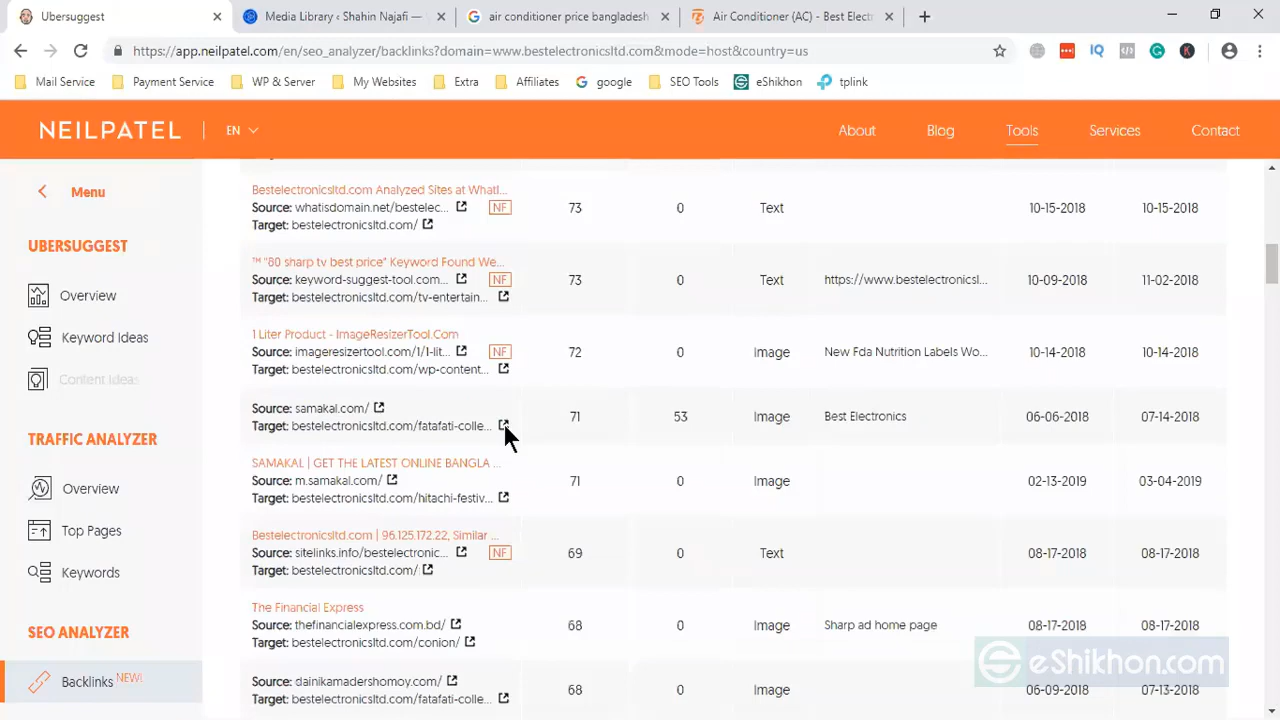 Ubersuggest
Media Library ‹ Shahin Najafi —
air conditioner price bangladesh
Air Conditioner (AC) - Best Electr
https://app.neilpatel.com/en/seo_analyzer/backlinks?domain=www.bestelectronicsltd.com&mode=host&country=us
Mail Service
Payment Service
WP & Server
My Websites
Extra
Affiliates
google
SEO Tools
eShikhon
tplink
NEILPATEL
EN
About
Blog
Tools
Services
Contact
Menu
UBERSUGGEST
Overview
Keyword Ideas
Content Ideas
TRAFFIC ANALYZER
Overview
Top Pages
Keywords
SEO ANALYZER
Backlinks NEW!
Bestelectronicsltd.com Analyzed Sites at WhatI...
Source: whatisdomain.net/bestelec... NF 73 0 Text 10-15-2018 10-15-2018
Target: bestelectronicsltd.com/
™ "80 sharp tv best price" Keyword Found We...
Source: keyword-suggest-tool.com... NF 73 0 Text https://www.bestelectronicsl... 10-09-2018 11-02-2018
Target: bestelectronicsltd.com/tv-entertain...
1 Liter Product - ImageResizerTool.Com
Source: imageresizertool.com/1/1-lit... NF 72 0 Image New Fda Nutrition Labels Wo... 10-14-2018 10-14-2018
Target: bestelectronicsltd.com/wp-content...
Source: samakal.com/ 71 53 Image Best Electronics 06-06-2018 07-14-2018
Target: bestelectronicsltd.com/fatafati-colle...
SAMAKAL | GET THE LATEST ONLINE BANGLA ...
Source: m.samakal.com/ 71 0 Image 02-13-2019 03-04-2019
Target: bestelectronicsltd.com/hitachi-festiv...
Bestelectronicsltd.com | 96.125.172.22, Similar ...
Source: sitelinks.info/bestelectronic... NF 69 0 Text 08-17-2018 08-17-2018
Target: bestelectronicsltd.com/
The Financial Express
Source: thefinancialexpress.com.bd/ 68 0 Image Sharp ad home page 08-17-2018 08-17-2018
Target: bestelectronicsltd.com/conion/
Source: dainikamadershomoy.com/ 68 0 Image 06-09-2018 07-13-2018
Target: bestelectronicsltd.com/fatafati-colle...
eShikhon.com